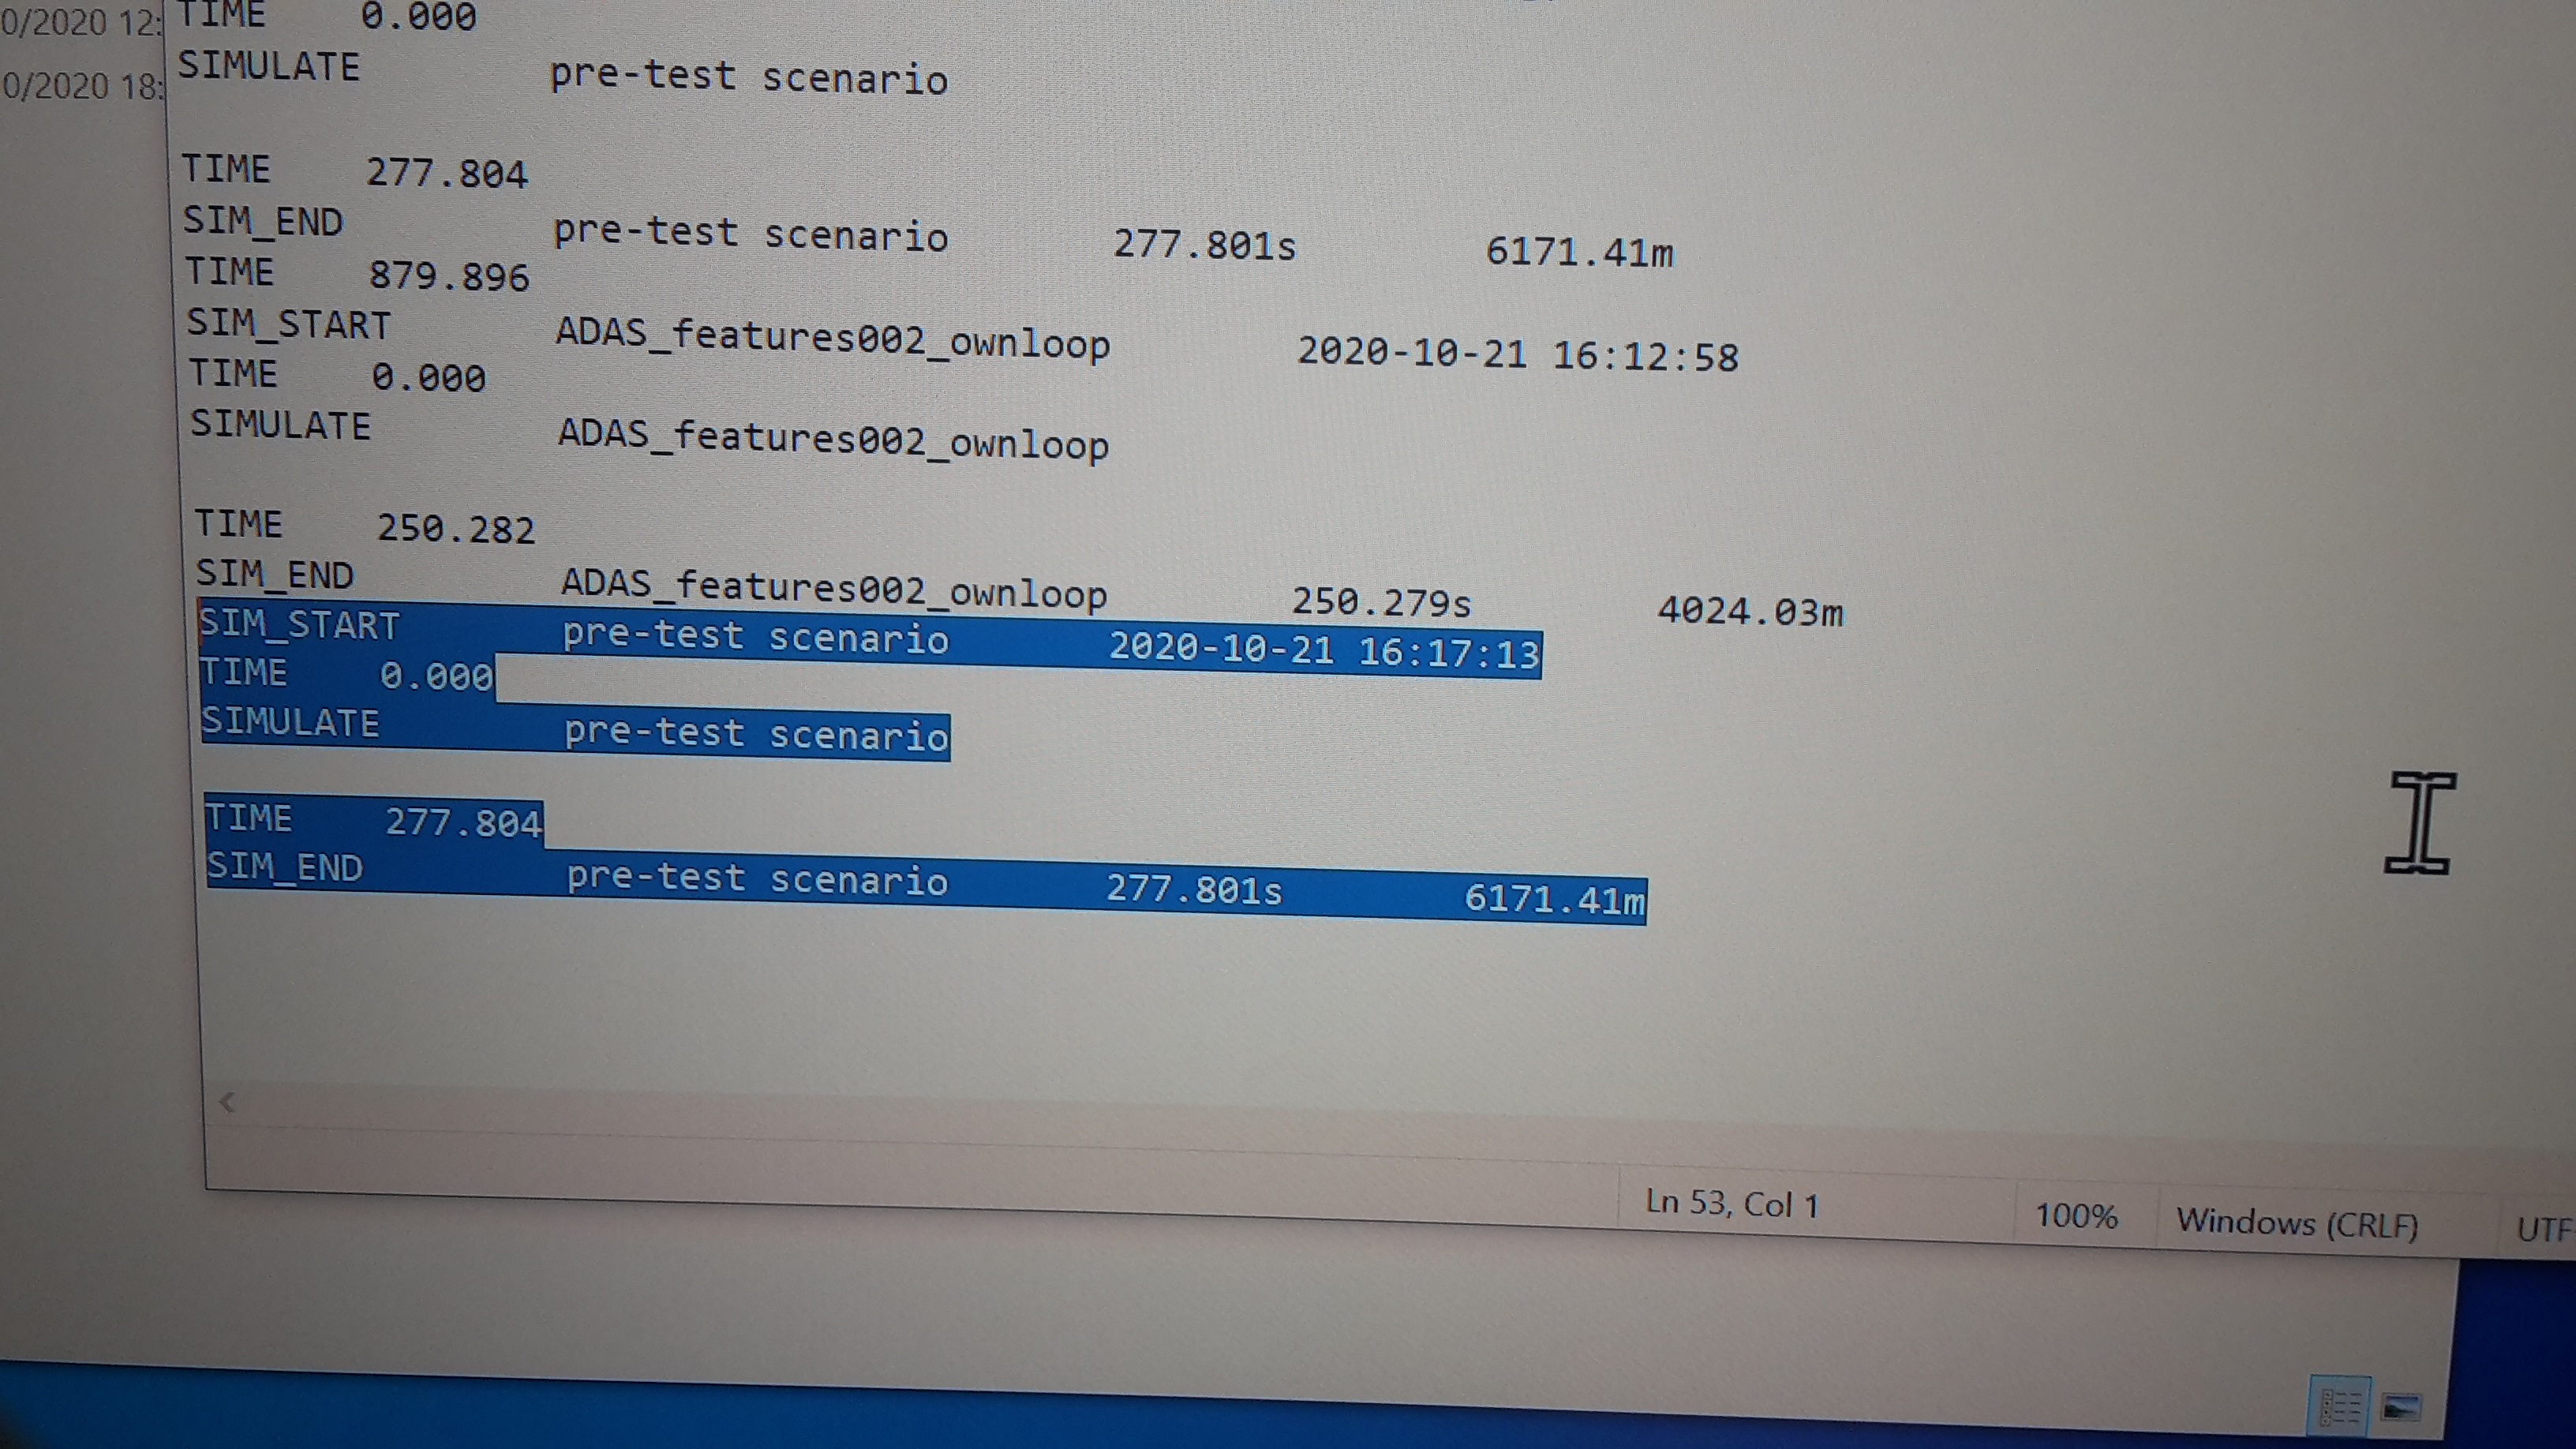 0/2020 12:
0/2020 18:
TIME 0.000
SIMULATE pre-test scenario
TIME 277.804
SIM_END pre-test scenario 277.801s 6171.41m
TIME 879.896
SIM_START ADAS_features002_ownloop 2020-10-21 16:12:58
TIME 0.000
SIMULATE ADAS_features002_ownloop
TIME 250.282
SIM_END ADAS_features002_ownloop 250.279s 4024.03m
SIM_START pre-test scenario 2020-10-21 16:17:13
TIME 0.000
SIMULATE pre-test scenario
TIME 277.804
SIM_END pre-test scenario 277.801s 6171.41m
Ln 53, Col 1 100% Windows (CRLF) UTF